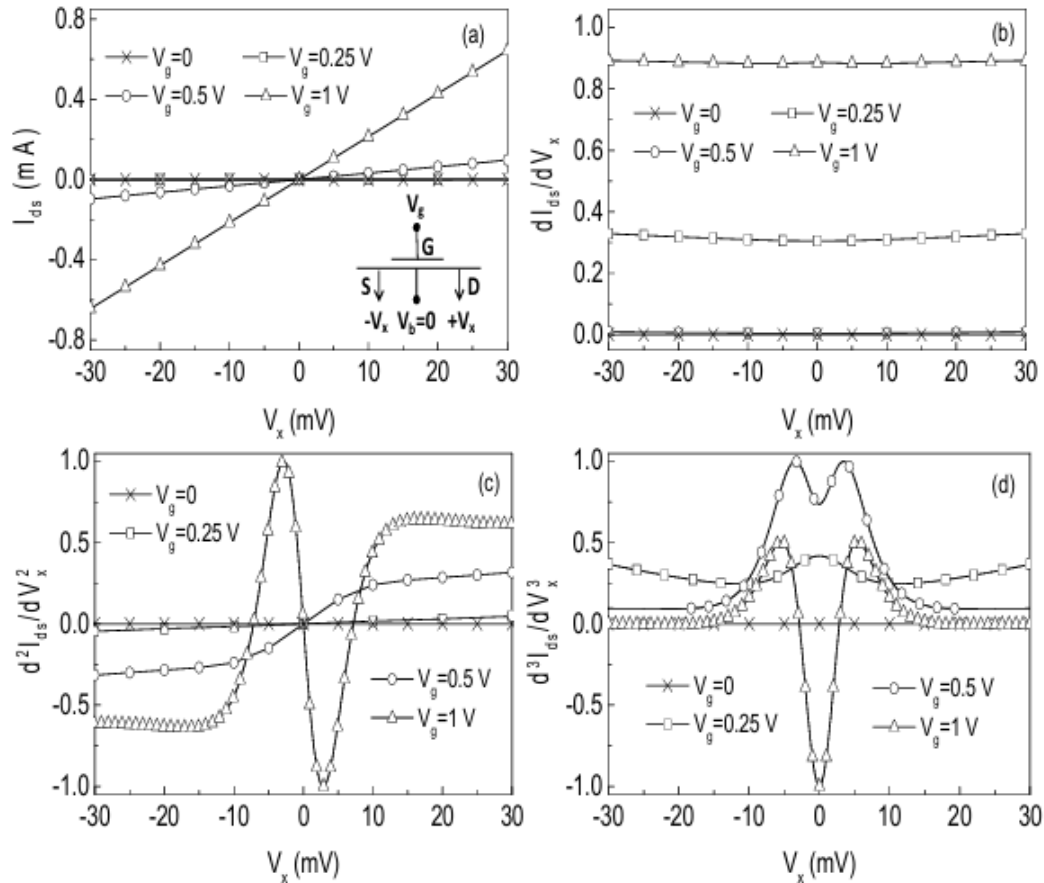 (a)
V_g=0
V_g=0.25 V
V_g=0.5 V
V_g=1 V
I_ds (m A)
0.8
0.4
0.0
-0.4
-0.8
V_g
G
S
D
-V_x
V_b=0
+V_x
-30 -20 -10 0 10 20 30
V_x (mV)
(b)
V_g=0
V_g=0.25 V
V_g=0.5 V
V_g=1 V
dI_ds/dV_x
1.0
0.8
0.6
0.4
0.2
0.0
-30 -20 -10 0 10 20 30
V_x (mV)
(c)
V_g=0
V_g=0.25 V
V_g=0.5 V
V_g=1 V
d²I_ds/dV_x²
1.0
0.5
0.0
-0.5
-1.0
-30 -20 -10 0 10 20 30
V_x (mV)
(d)
V_g=0
V_g=0.25 V
V_g=0.5 V
V_g=1 V
d³I_ds/dV_x³
1.0
0.5
0.0
-0.5
-1.0
-30 -20 -10 0 10 20 30
V_x (mV)